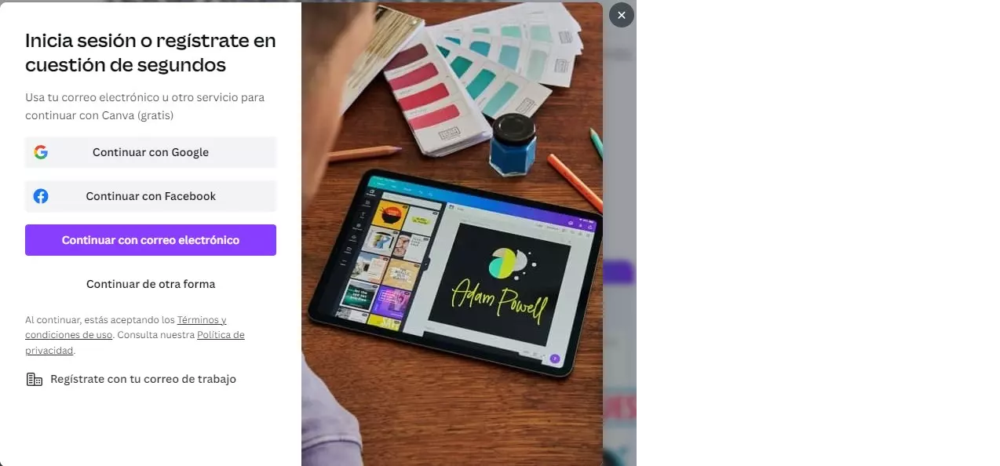 Inicia sesión o regístrate en
cuestión de segundos
Usa tu correo electrónico u otro servicio para
continuar con Canva (gratis)
Continuar con Google
Continuar con Facebook
Continuar con correo electrónico
Continuar de otra forma
Al continuar, estás aceptando los Términos y
condiciones de uso. Consulta nuestra Política de
privacidad.
Regístrate con tu correo de trabajo
Adam Powell